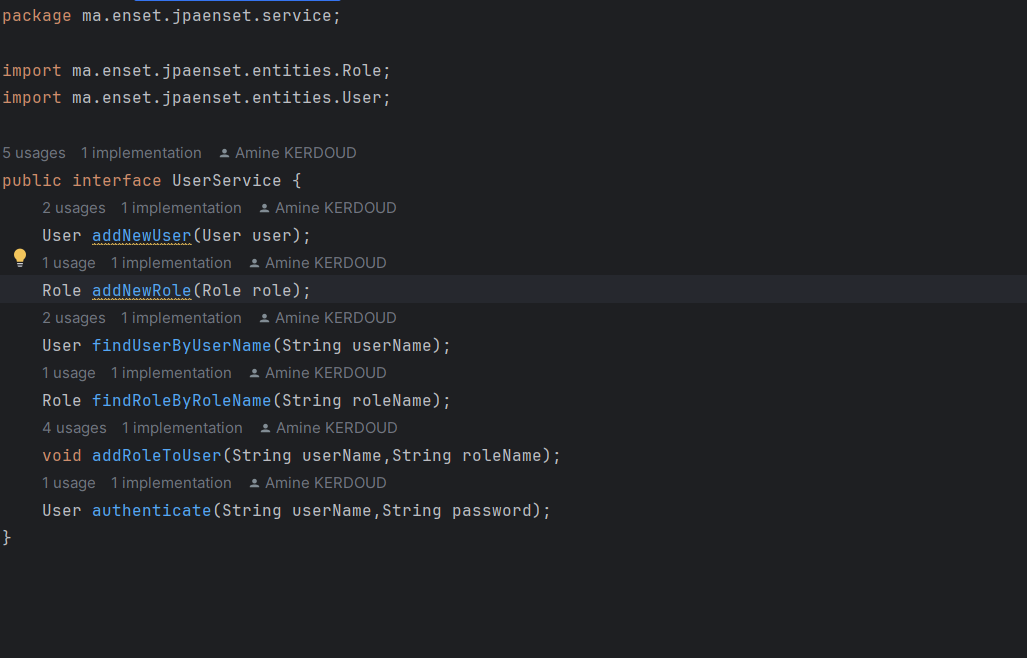 package ma.enset.jpaenset.service;
import ma.enset.jpaenset.entities.Role;
import ma.enset.jpaenset.entities.User;
5 usages 1 implementation Amine KERDOUD
public interface UserService {
2 usages 1 implementation Amine KERDOUD
User addNewUser(User user);
1 usage 1 implementation Amine KERDOUD
Role addNewRole(Role role);
2 usages 1 implementation Amine KERDOUD
User findUserByUserName(String userName);
1 usage 1 implementation Amine KERDOUD
Role findRoleByRoleName(String roleName);
4 usages 1 implementation Amine KERDOUD
void addRoleToUser(String userName,String roleName);
1 usage 1 implementation Amine KERDOUD
User authenticate(String userName,String password);
}